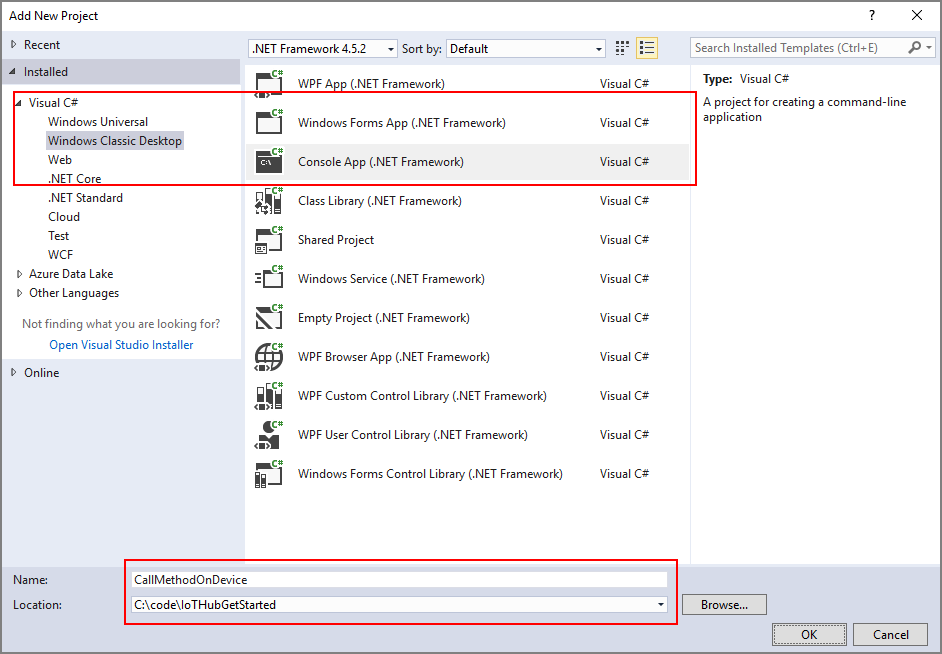 Add New Project
? 
Recent
.NET Framework 4.5.2 Sort by: Default
Search Installed Templates (Ctrl+E)
Installed
Visual C#
Windows Universal
Windows Classic Desktop
Web
.NET Core
.NET Standard
Cloud
Test
WCF
Azure Data Lake
Other Languages
Not finding what you are looking for?
Open Visual Studio Installer
Online
C# WPF App (.NET Framework) Visual C#
C# Windows Forms App (.NET Framework) Visual C#
C# C:\ Console App (.NET Framework) Visual C#
C# Class Library (.NET Framework) Visual C#
C# Shared Project Visual C#
C# Windows Service (.NET Framework) Visual C#
C# Empty Project (.NET Framework) Visual C#
C# WPF Browser App (.NET Framework) Visual C#
C# WPF Custom Control Library (.NET Framework) Visual C#
C# WPF User Control Library (.NET Framework) Visual C#
C# Windows Forms Control Library (.NET Framework) Visual C#
Type: Visual C#
A project for creating a command-line
application
Name: CallMethodOnDevice
Location: C:\code\IoTHubGetStarted
Browse...
OK Cancel